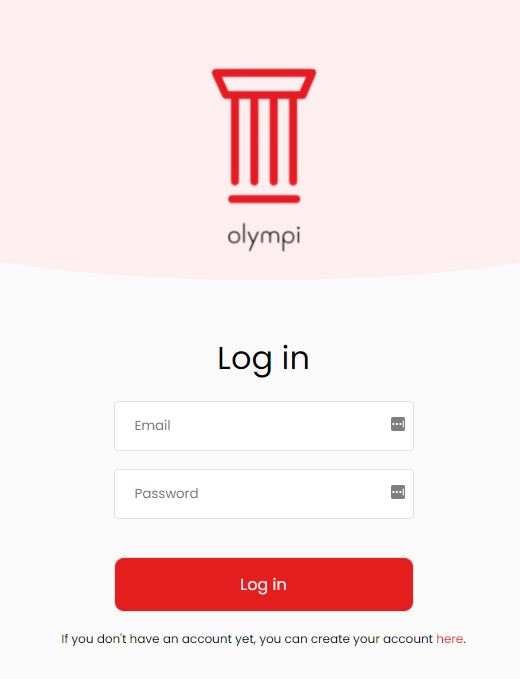 olympi
Log in
Email
Password
Log in
If you don't have an account yet, you can create your account here.